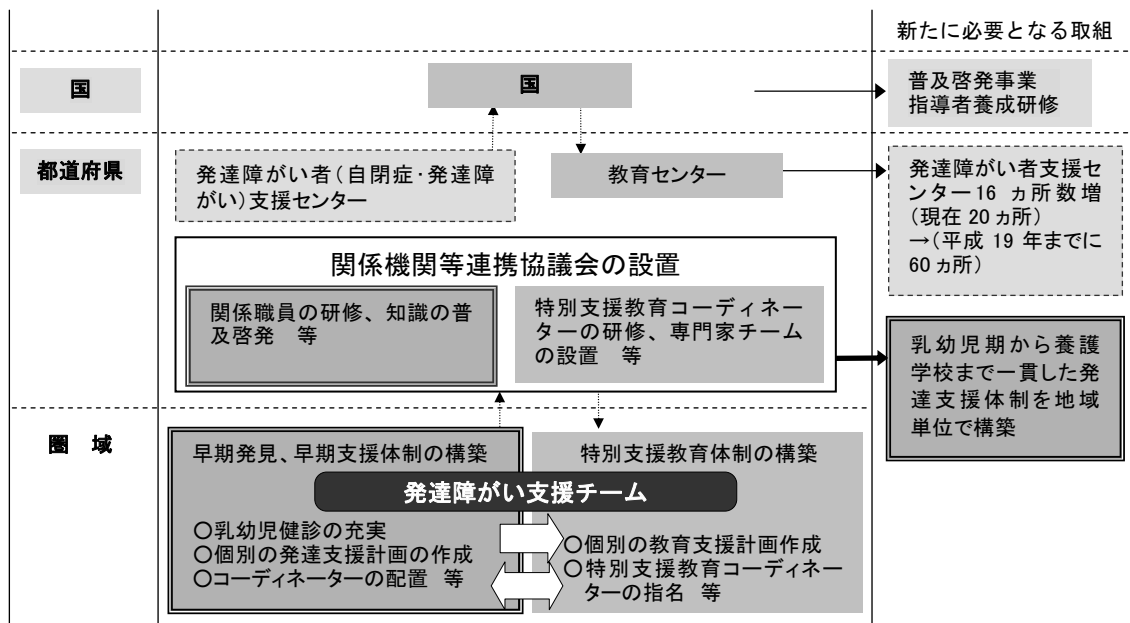 新たに必要となる取組
国
国
普及啓発事業
指導者養成研修
都道府県
発達障がい者（自閉症・発達障
がい）支援センター
教育センター
発達障がい者支援セ
ンター16 ヵ所数増
（現在 20 ヵ所）
→（平成 19 年までに
60 ヵ所）
関係機関等連携協議会の設置
関係職員の研修、知識の普
及啓発 等
特別支援教育コーディネー
ターの研修、専門家チーム
の設置 等
乳幼児期から養護
学校まで一貫した発
達支援体制を地域
単位で構築
圏 域
早期発見、早期支援体制の構築
特別支援教育体制の構築
発達障がい支援チーム
○乳幼児健診の充実
○個別の発達支援計画の作成
○コーディネーターの配置 等
○個別の教育支援計画作成
○特別支援教育コーディネー
ターの指名 等